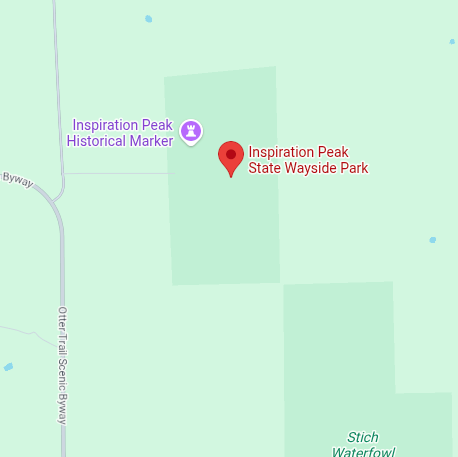 Inspiration Peak
Historical Marker
Inspiration Peak
State Wayside Park
Byway
Otter Trail Scenic Byway
Stich
Waterfowl